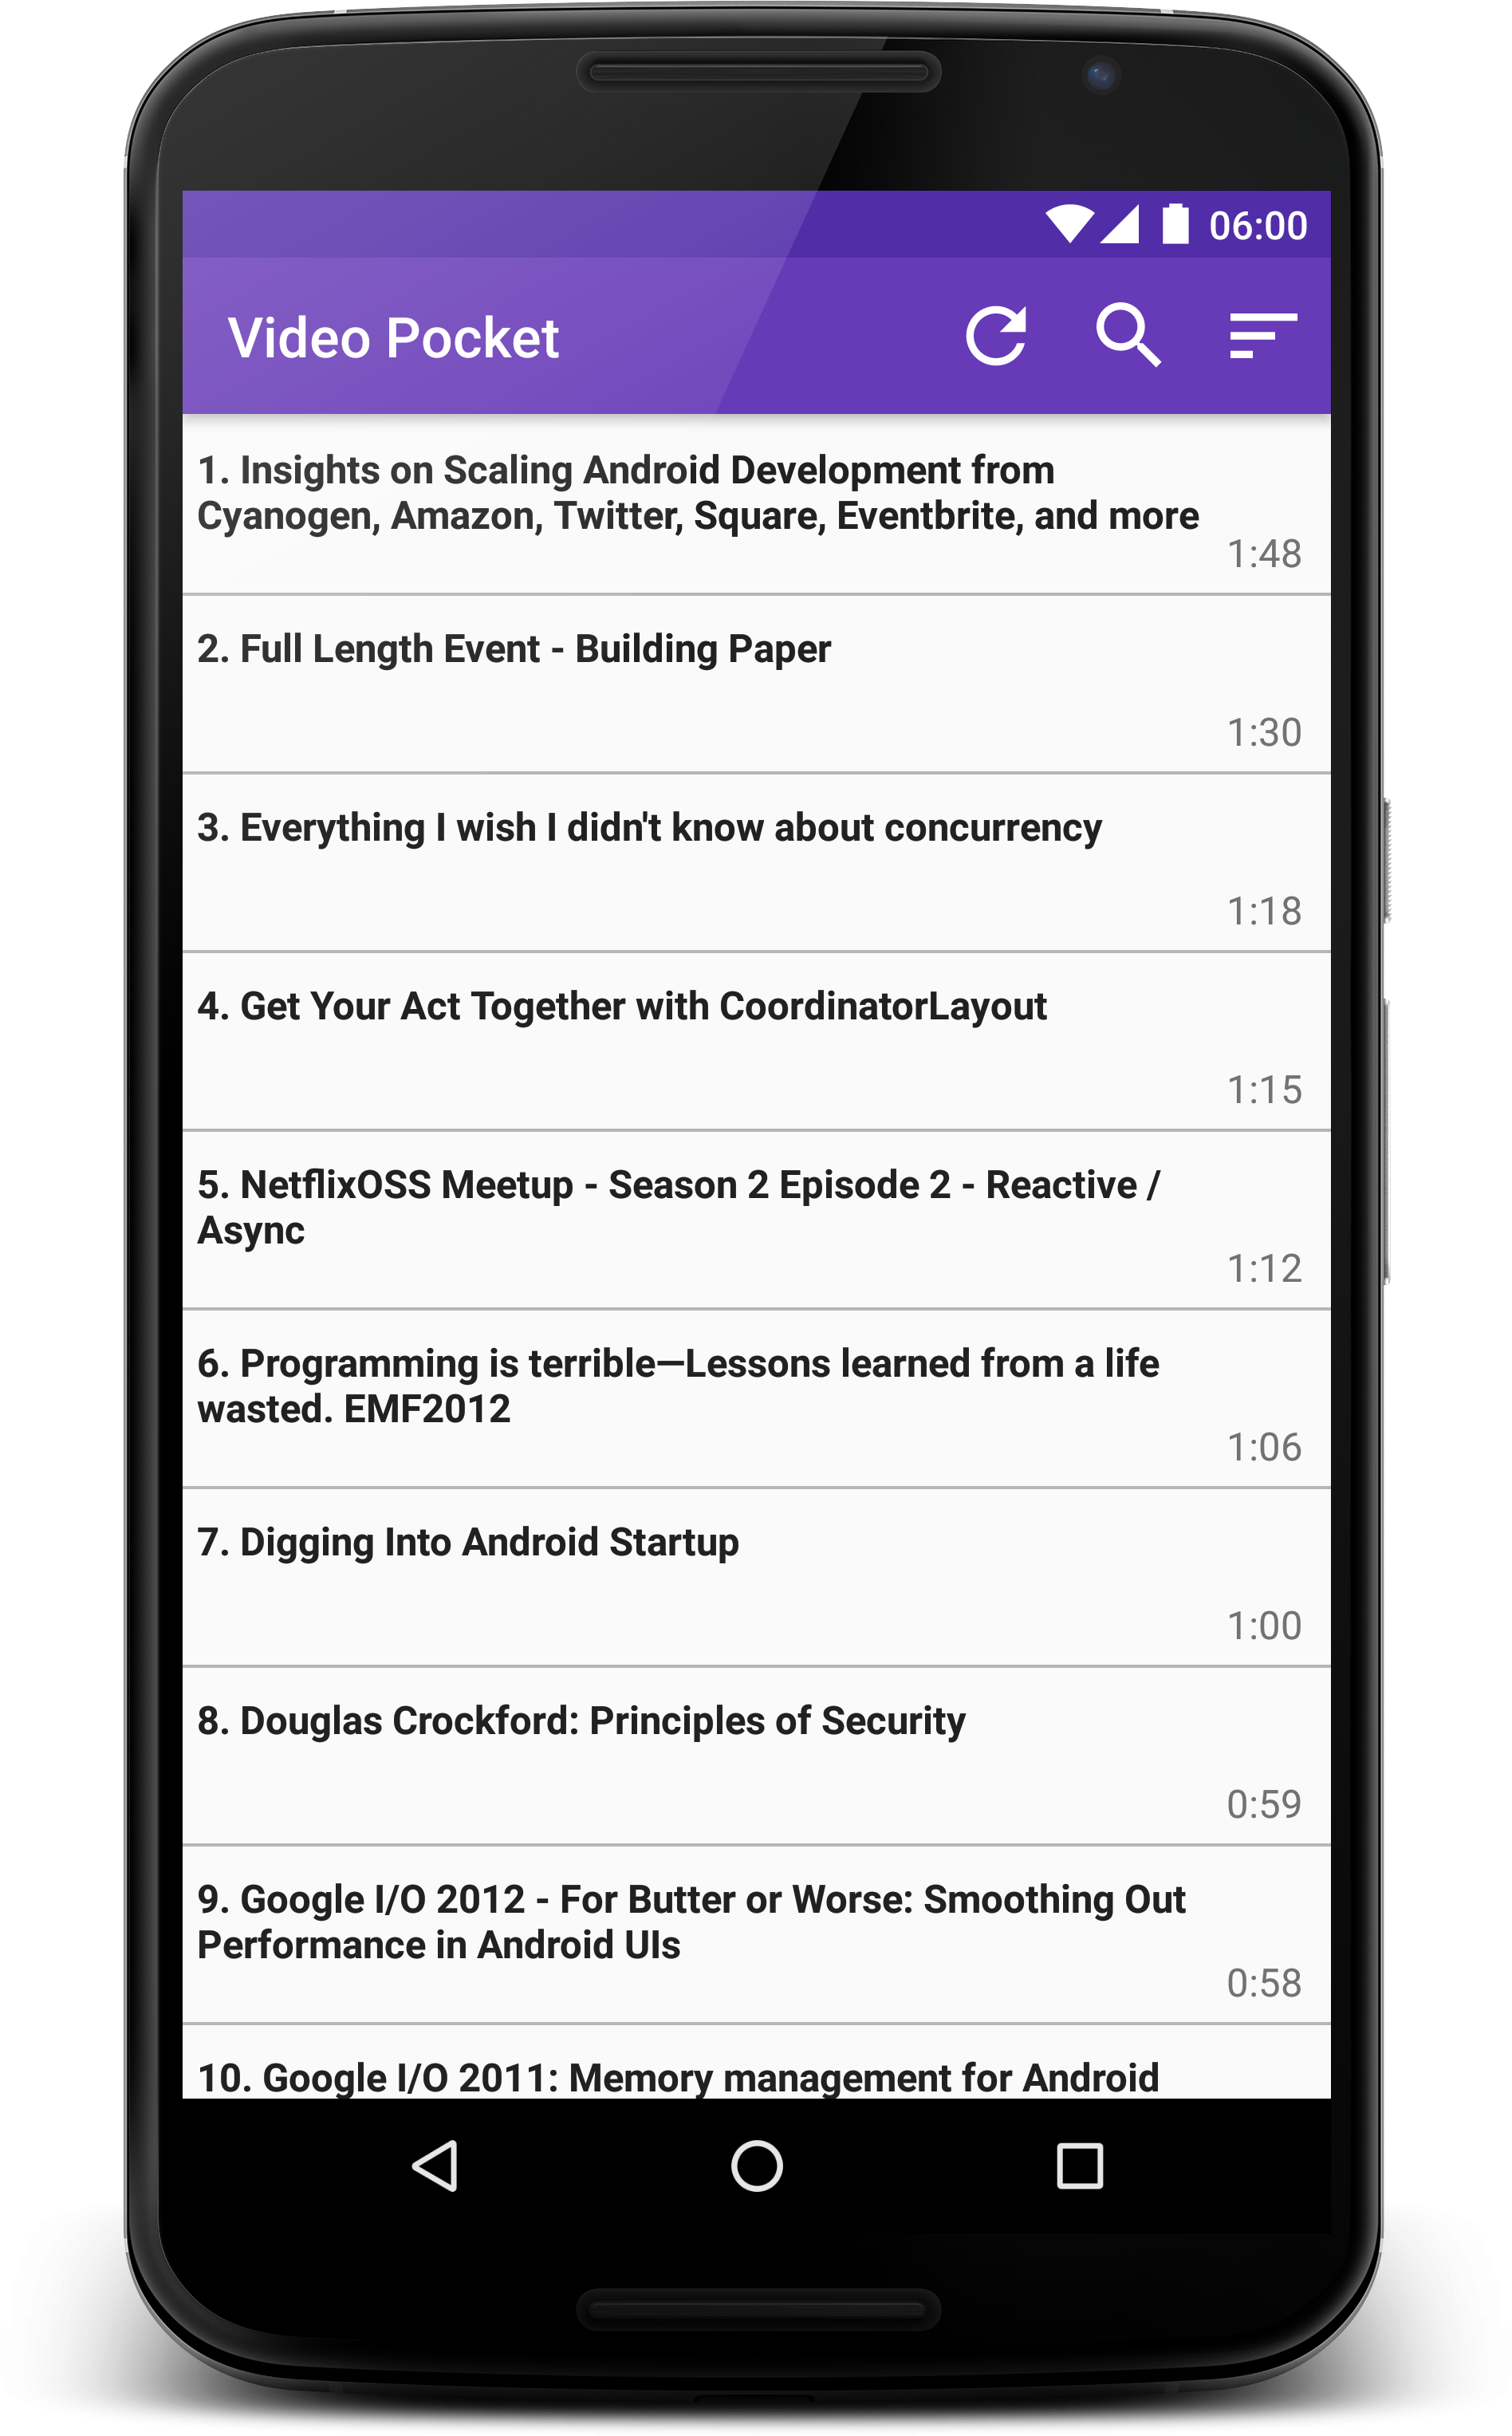 06:00
Video Pocket
1. Insights on Scaling Android Development from
Cyanogen, Amazon, Twitter, Square, Eventbrite, and more
1:48
2. Full Length Event - Building Paper
1:30
3. Everything I wish I didn't know about concurrency
1:18
4. Get Your Act Together with CoordinatorLayout
1:15
5. NetflixOSS Meetup - Season 2 Episode 2 - Reactive /
Async
1:12
6. Programming is terrible—Lessons learned from a life
wasted. EMF2012
1:06
7. Digging Into Android Startup
1:00
8. Douglas Crockford: Principles of Security
0:59
9. Google I/O 2012 - For Butter or Worse: Smoothing Out
Performance in Android UIs
0:58
10. Google I/O 2011: Memory management for Android